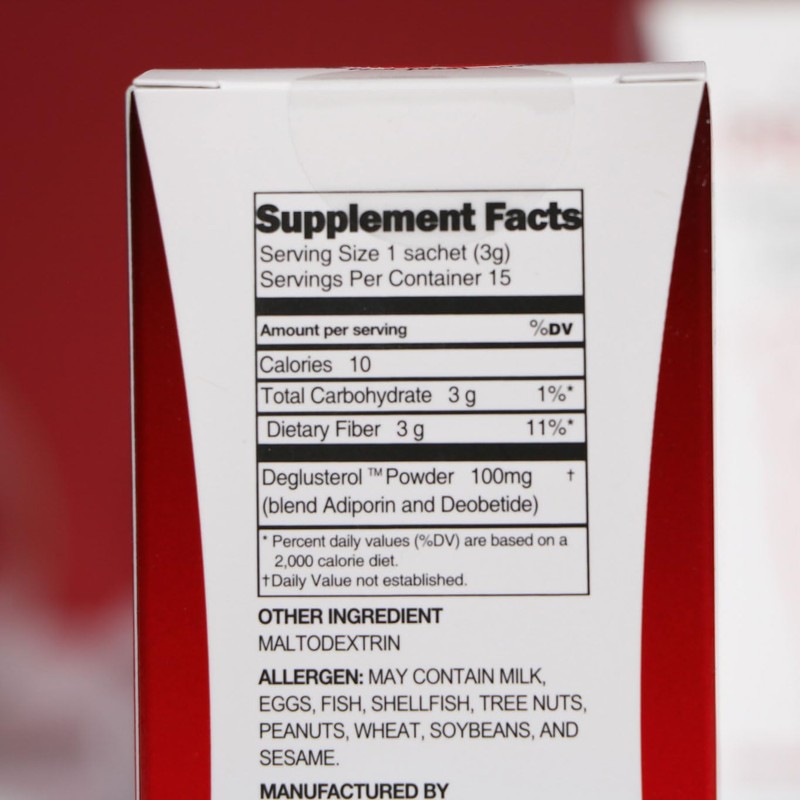 Supplement Facts
Serving Size 1 sachet (3g)
Servings Per Container 15
Amount per serving %DV
Calories 10
Total Carbohydrate 3 g 1%*
Dietary Fiber 3 g 11%*
Deglusterol ™ Powder 100mg †
(blend Adiporin and Deobetide)
* Percent daily values (%DV) are based on a
2,000 calorie diet.
†Daily Value not established.
OTHER INGREDIENT
MALTODEXTRIN
ALLERGEN: MAY CONTAIN MILK,
EGGS, FISH, SHELLFISH, TREE NUTS,
PEANUTS, WHEAT, SOYBEANS, AND
SESAME.
MANUFACTURED BY